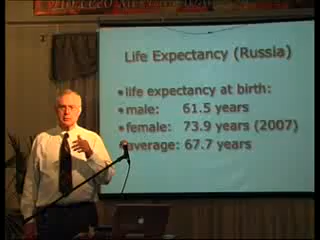 Life Expectancy (Russia)
•life expectancy at birth:
•male: 61.5 years
•female: 73.9 years (2007)
average: 67.7 years